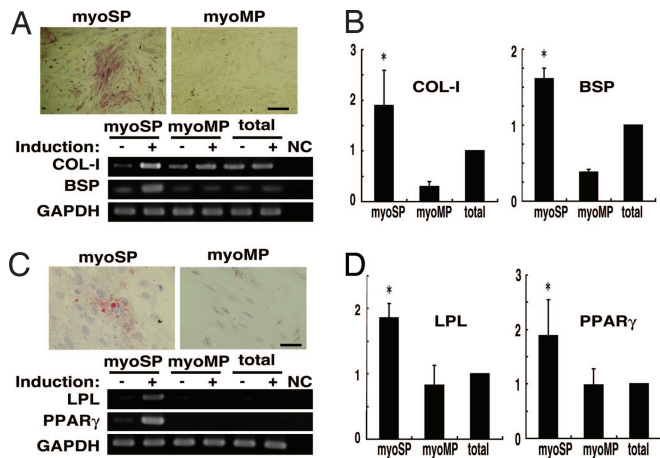 A
myoSP myoMP
myoSP myoMP total
Induction: - + - + - + NC
COL-I
BSP
GAPDH
B
COL-I
3
2
1
0
myoSP myoMP total
BSP
2
1
0
myoSP myoMP total
*
*
C
myoSP myoMP
myoSP myoMP total
Induction: - + - + - + NC
LPL
PPARγ
GAPDH
D
LPL
3
2
1
0
myoSP myoMP total
PPARγ
3
2
1
0
myoSP myoMP total
*
*